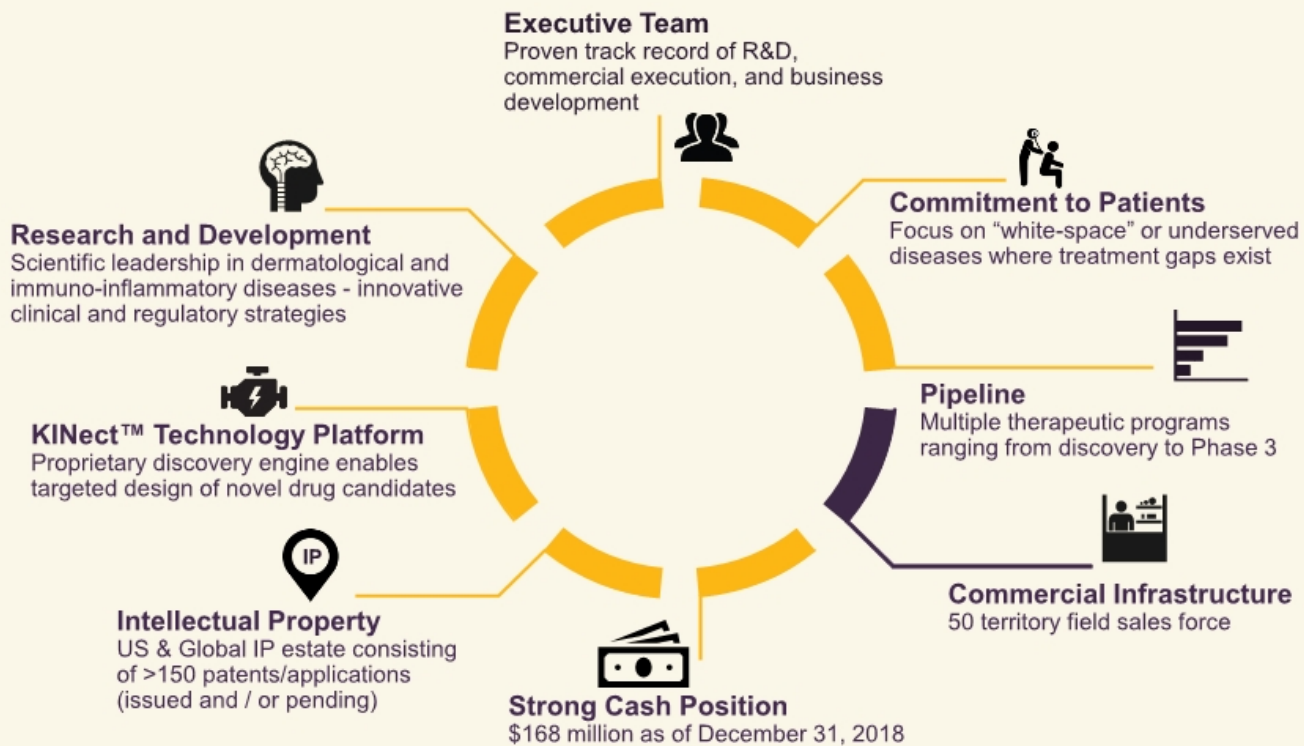 Executive Team
Proven track record of R&D,
commercial execution, and business
development
Commitment to Patients
Focus on “white-space” or underserved
diseases where treatment gaps exist
Pipeline
Multiple therapeutic programs
ranging from discovery to Phase 3
Commercial Infrastructure
50 territory field sales force
Strong Cash Position
$168 million as of December 31, 2018
IP
Intellectual Property
US & Global IP estate consisting
of >150 patents/applications
(issued and / or pending)
KINect™ Technology Platform
Proprietary discovery engine enables
targeted design of novel drug candidates
Research and Development
Scientific leadership in dermatological and
immuno-inflammatory diseases - innovative
clinical and regulatory strategies